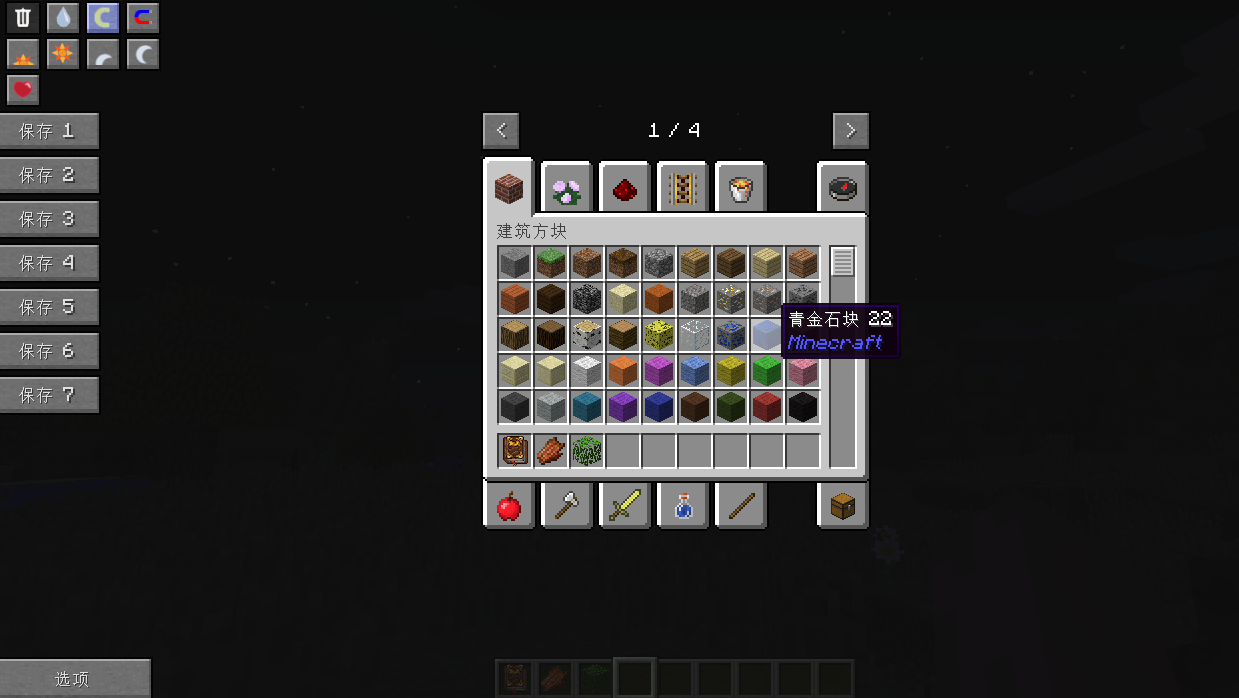 保存 1
保存 2
保存 3
保存 4
保存 5
保存 6
保存 7
< 1 / 4 >
建筑方块
青金石块 22
Minecraft
选项